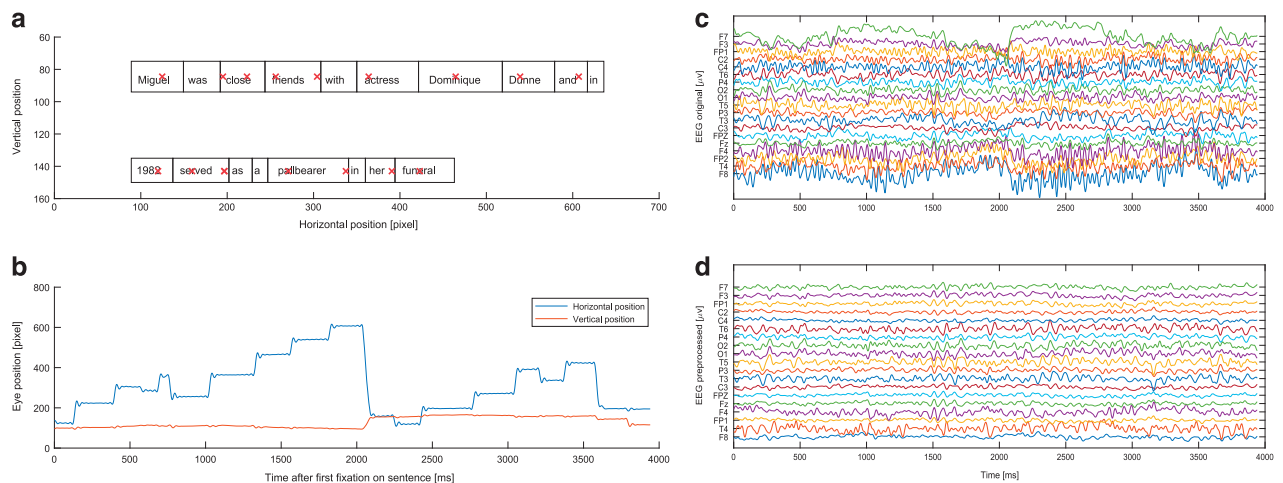 a
60
80
100
120
140
160
Vertical position
Miguel was close friends with actress Dominique Dunne and in
1982 served as a pallbearer in her funeral
0 100 200 300 400 500 600 700
Horizontal position [pixel]
b
800
600
400
200
0
Eye position [pixel]
Horizontal position
Vertical position
0 500 1000 1500 2000 2500 3000 3500 4000
Time after first fixation on sentence [ms]
c
EEG original [μv]
F7
F3
FP1
C2
C4
T6
P4
O2
O1
T5
P3
T3
C3
FPZ
Fz
F4
FP2
T4
F8
0 500 1000 1500 2000 2500 3000 3500 4000
d
EEG preprocessed [μv]
F7
F3
FP1
C2
C4
T6
P4
O2
O1
T5
P3
T3
C3
FPZ
Fz
F4
FP1
T4
F8
0 500 1000 1500 2000 2500 3000 3500 4000
Time [ms]